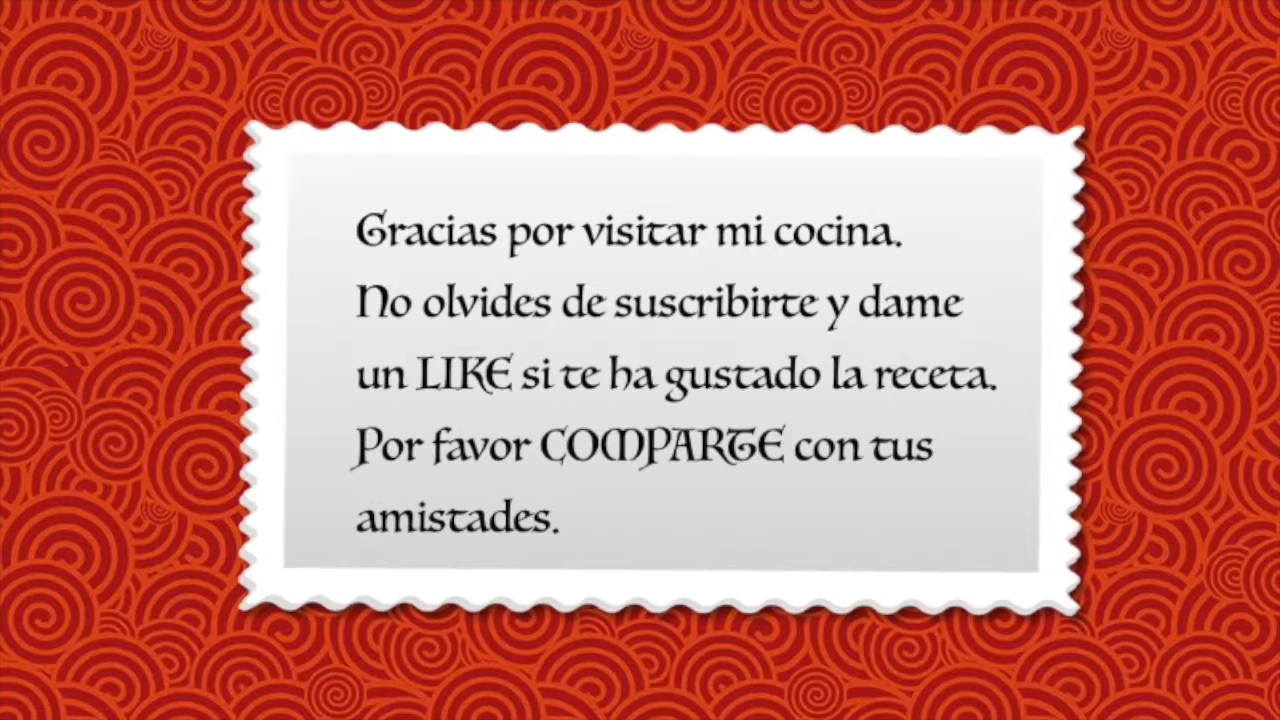 Gracias por visitar mi cocina.
No olvides de suscribirte y dame
un LIKE si te ha gustado la receta.
Por favor COMPARTE con tus
amistades.